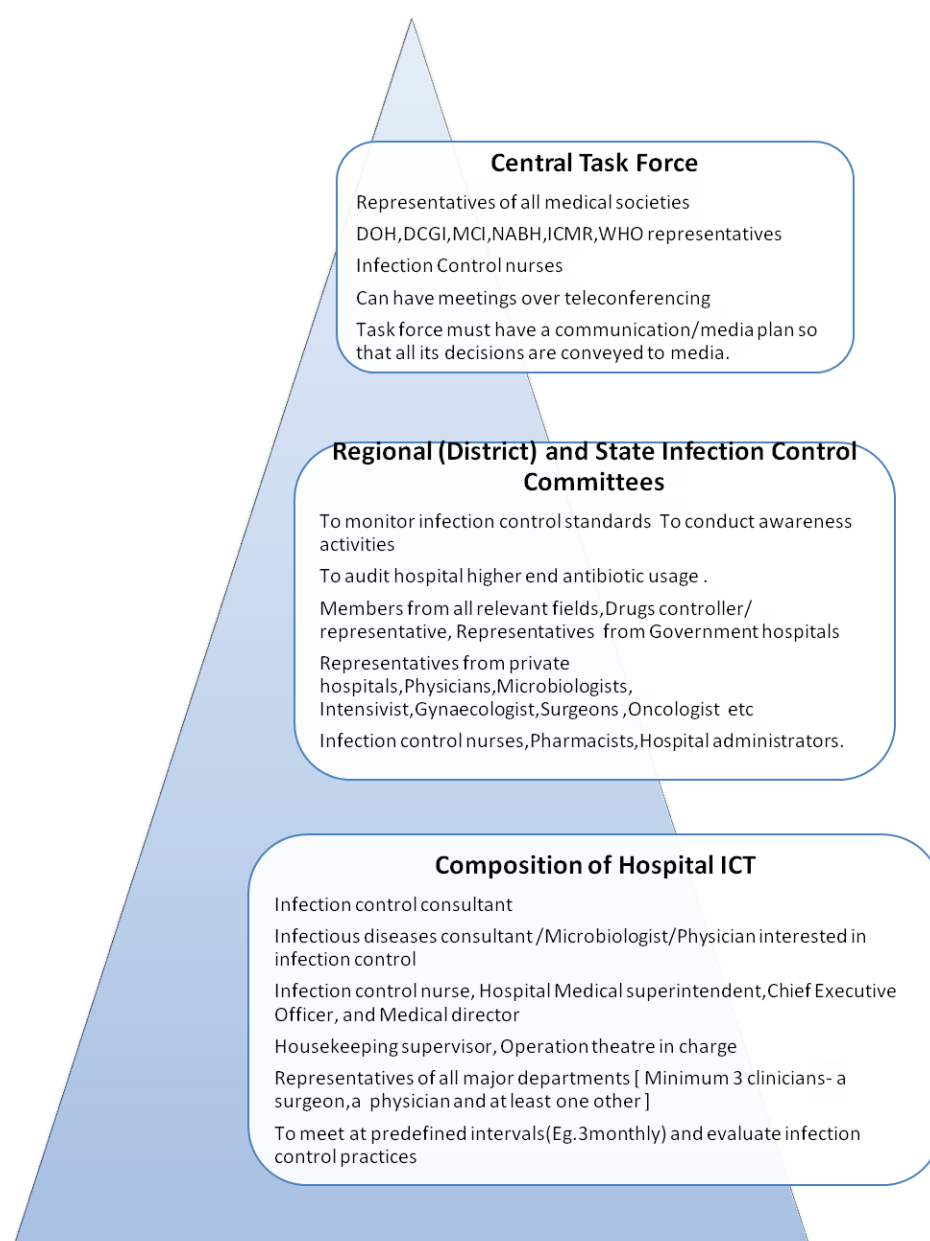 Central Task Force
Representatives of all medical societies
DOH,DCGI,MCI,NABH,ICMR,WHO representatives
Infection Control nurses
Can have meetings over teleconferencing
Task force must have a communication/media plan so
that all its decisions are conveyed to media.
Regional (District) and State Infection Control
Committees
To monitor infection control standards To conduct awareness
activities
To audit hospital higher end antibiotic usage .
Members from all relevant fields,Drugs controller/
representative, Representatives from Government hospitals
Representatives from private
hospitals,Physicians,Microbiologists,
Intensivist,Gynaecologist,Surgeons ,Oncologist etc
Infection control nurses,Pharmacists,Hospital administrators.
Composition of Hospital ICT
Infection control consultant
Infectious diseases consultant /Microbiologist/Physician interested in
infection control
Infection control nurse, Hospital Medical superintendent,Chief Executive
Officer, and Medical director
Housekeeping supervisor, Operation theatre in charge
Representatives of all major departments [ Minimum 3 clinicians- a
surgeon,a physician and at least one other ]
To meet at predefined intervals(Eg.3monthly) and evaluate infection
control practices